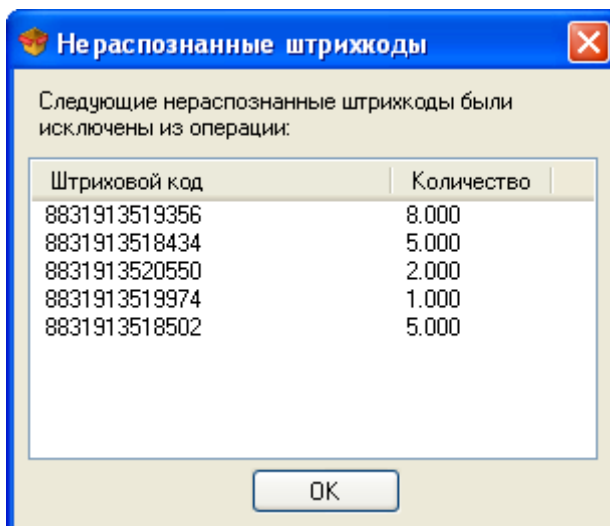 Нераспознанные штрихкоды
Следующие нераспознанные штрихкоды были
исключены из операции:
Штриховой код Количество
8831913519356 8.000
8831913518434 5.000
8831913520550 2.000
8831913519974 1.000
8831913518502 5.000
OK